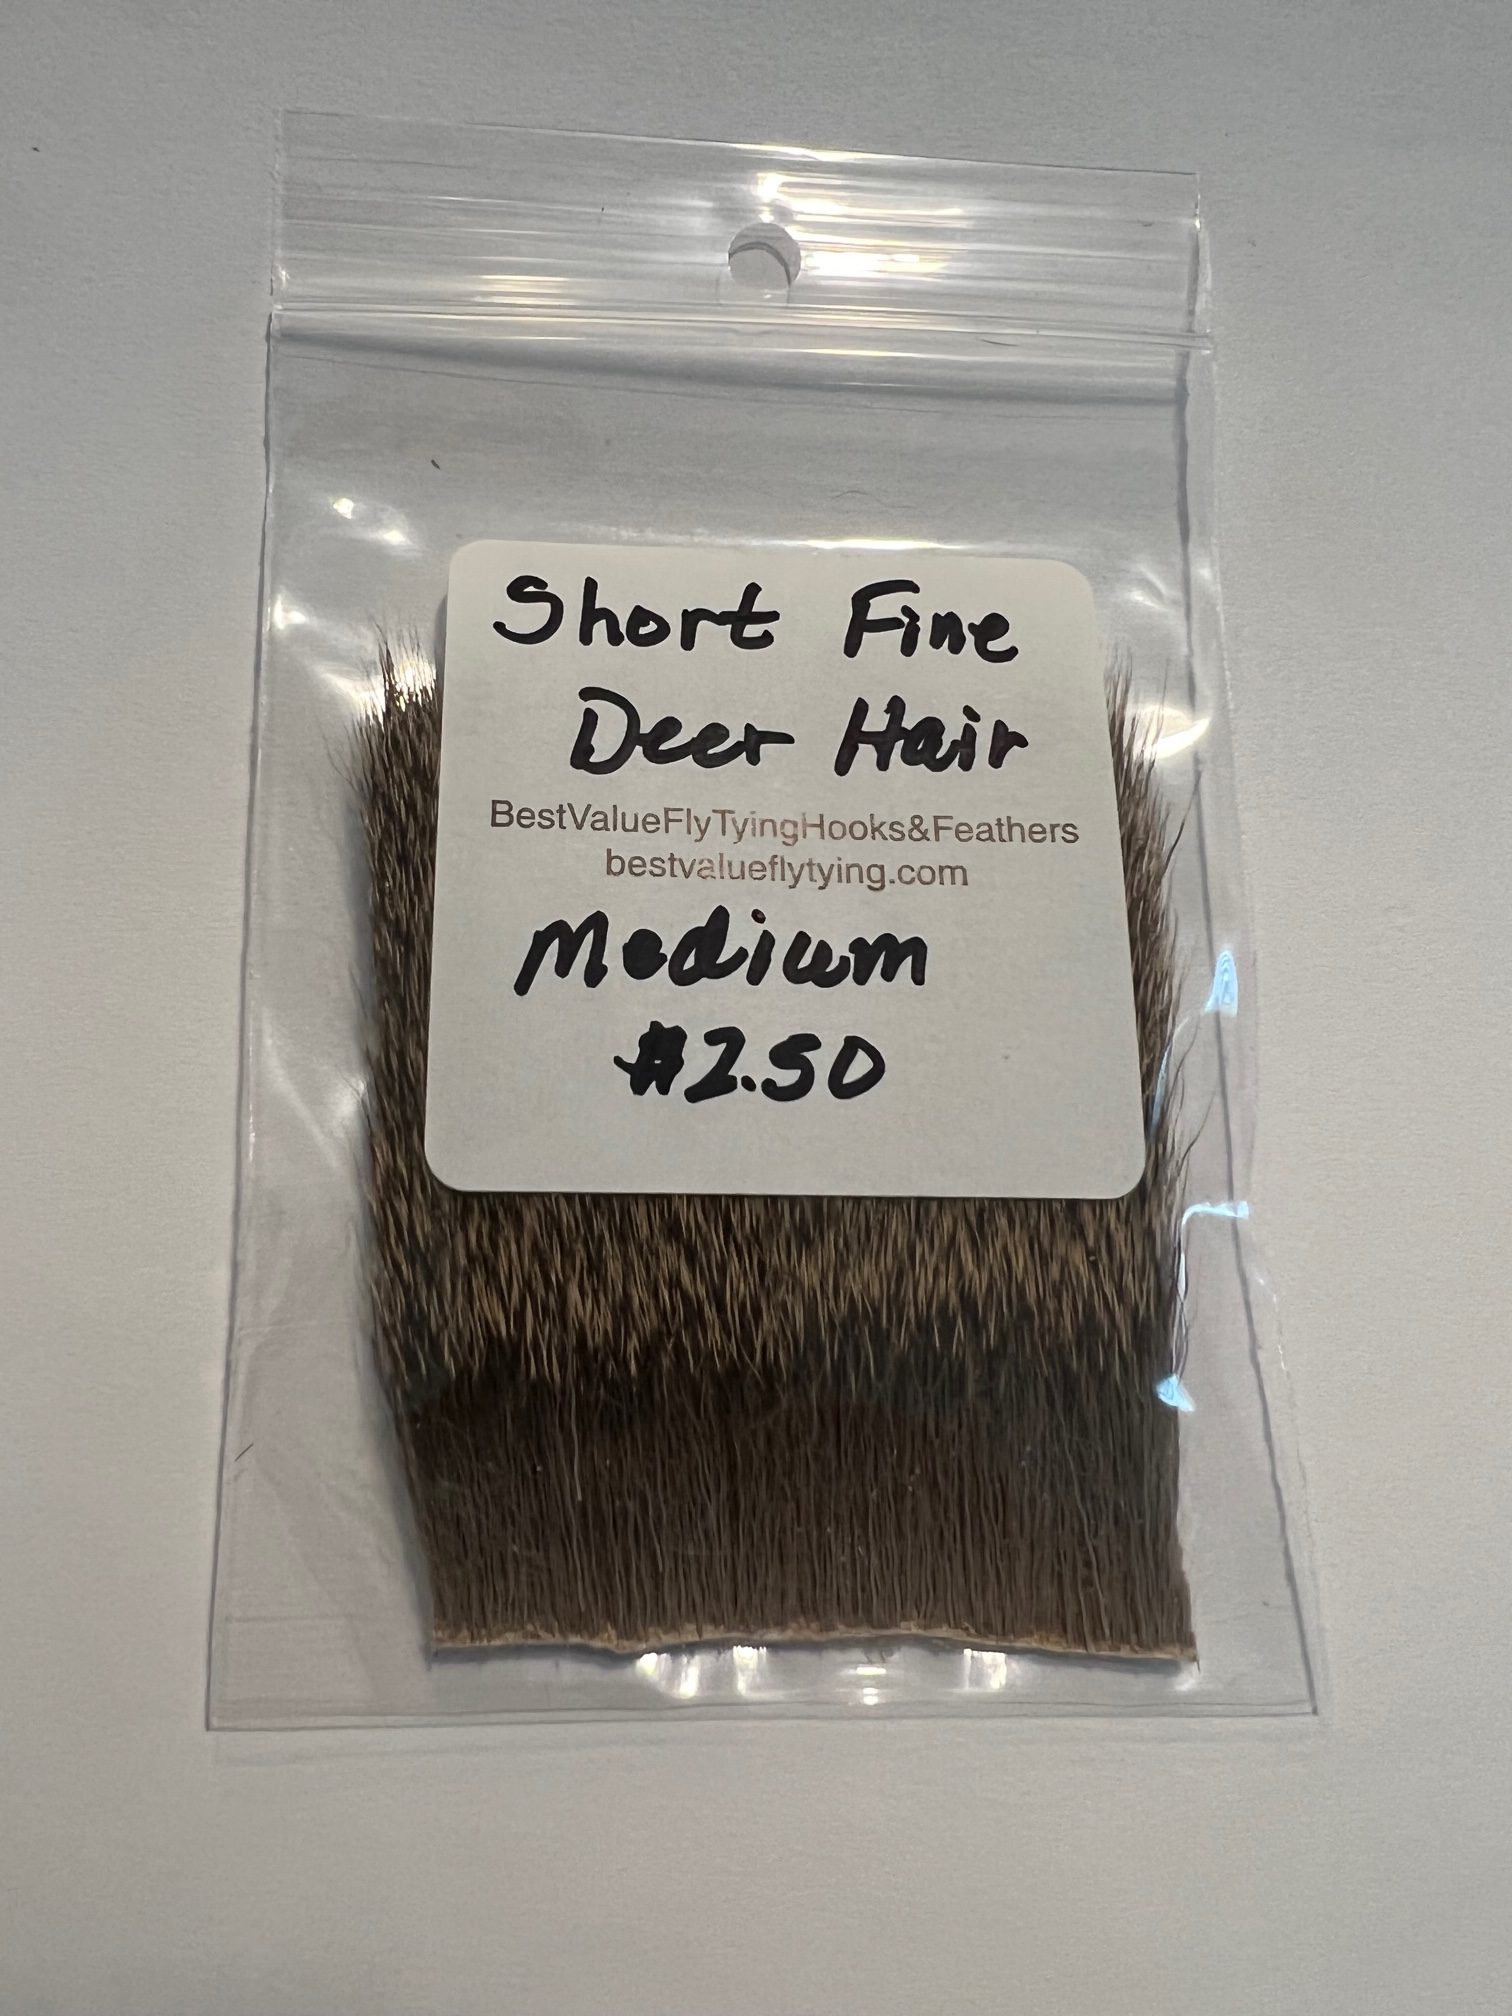 Short Fine
Deer Hair
BestValueFlyTyingHooks&Feathers
bestvalueflytying.com
Medium
$2.50